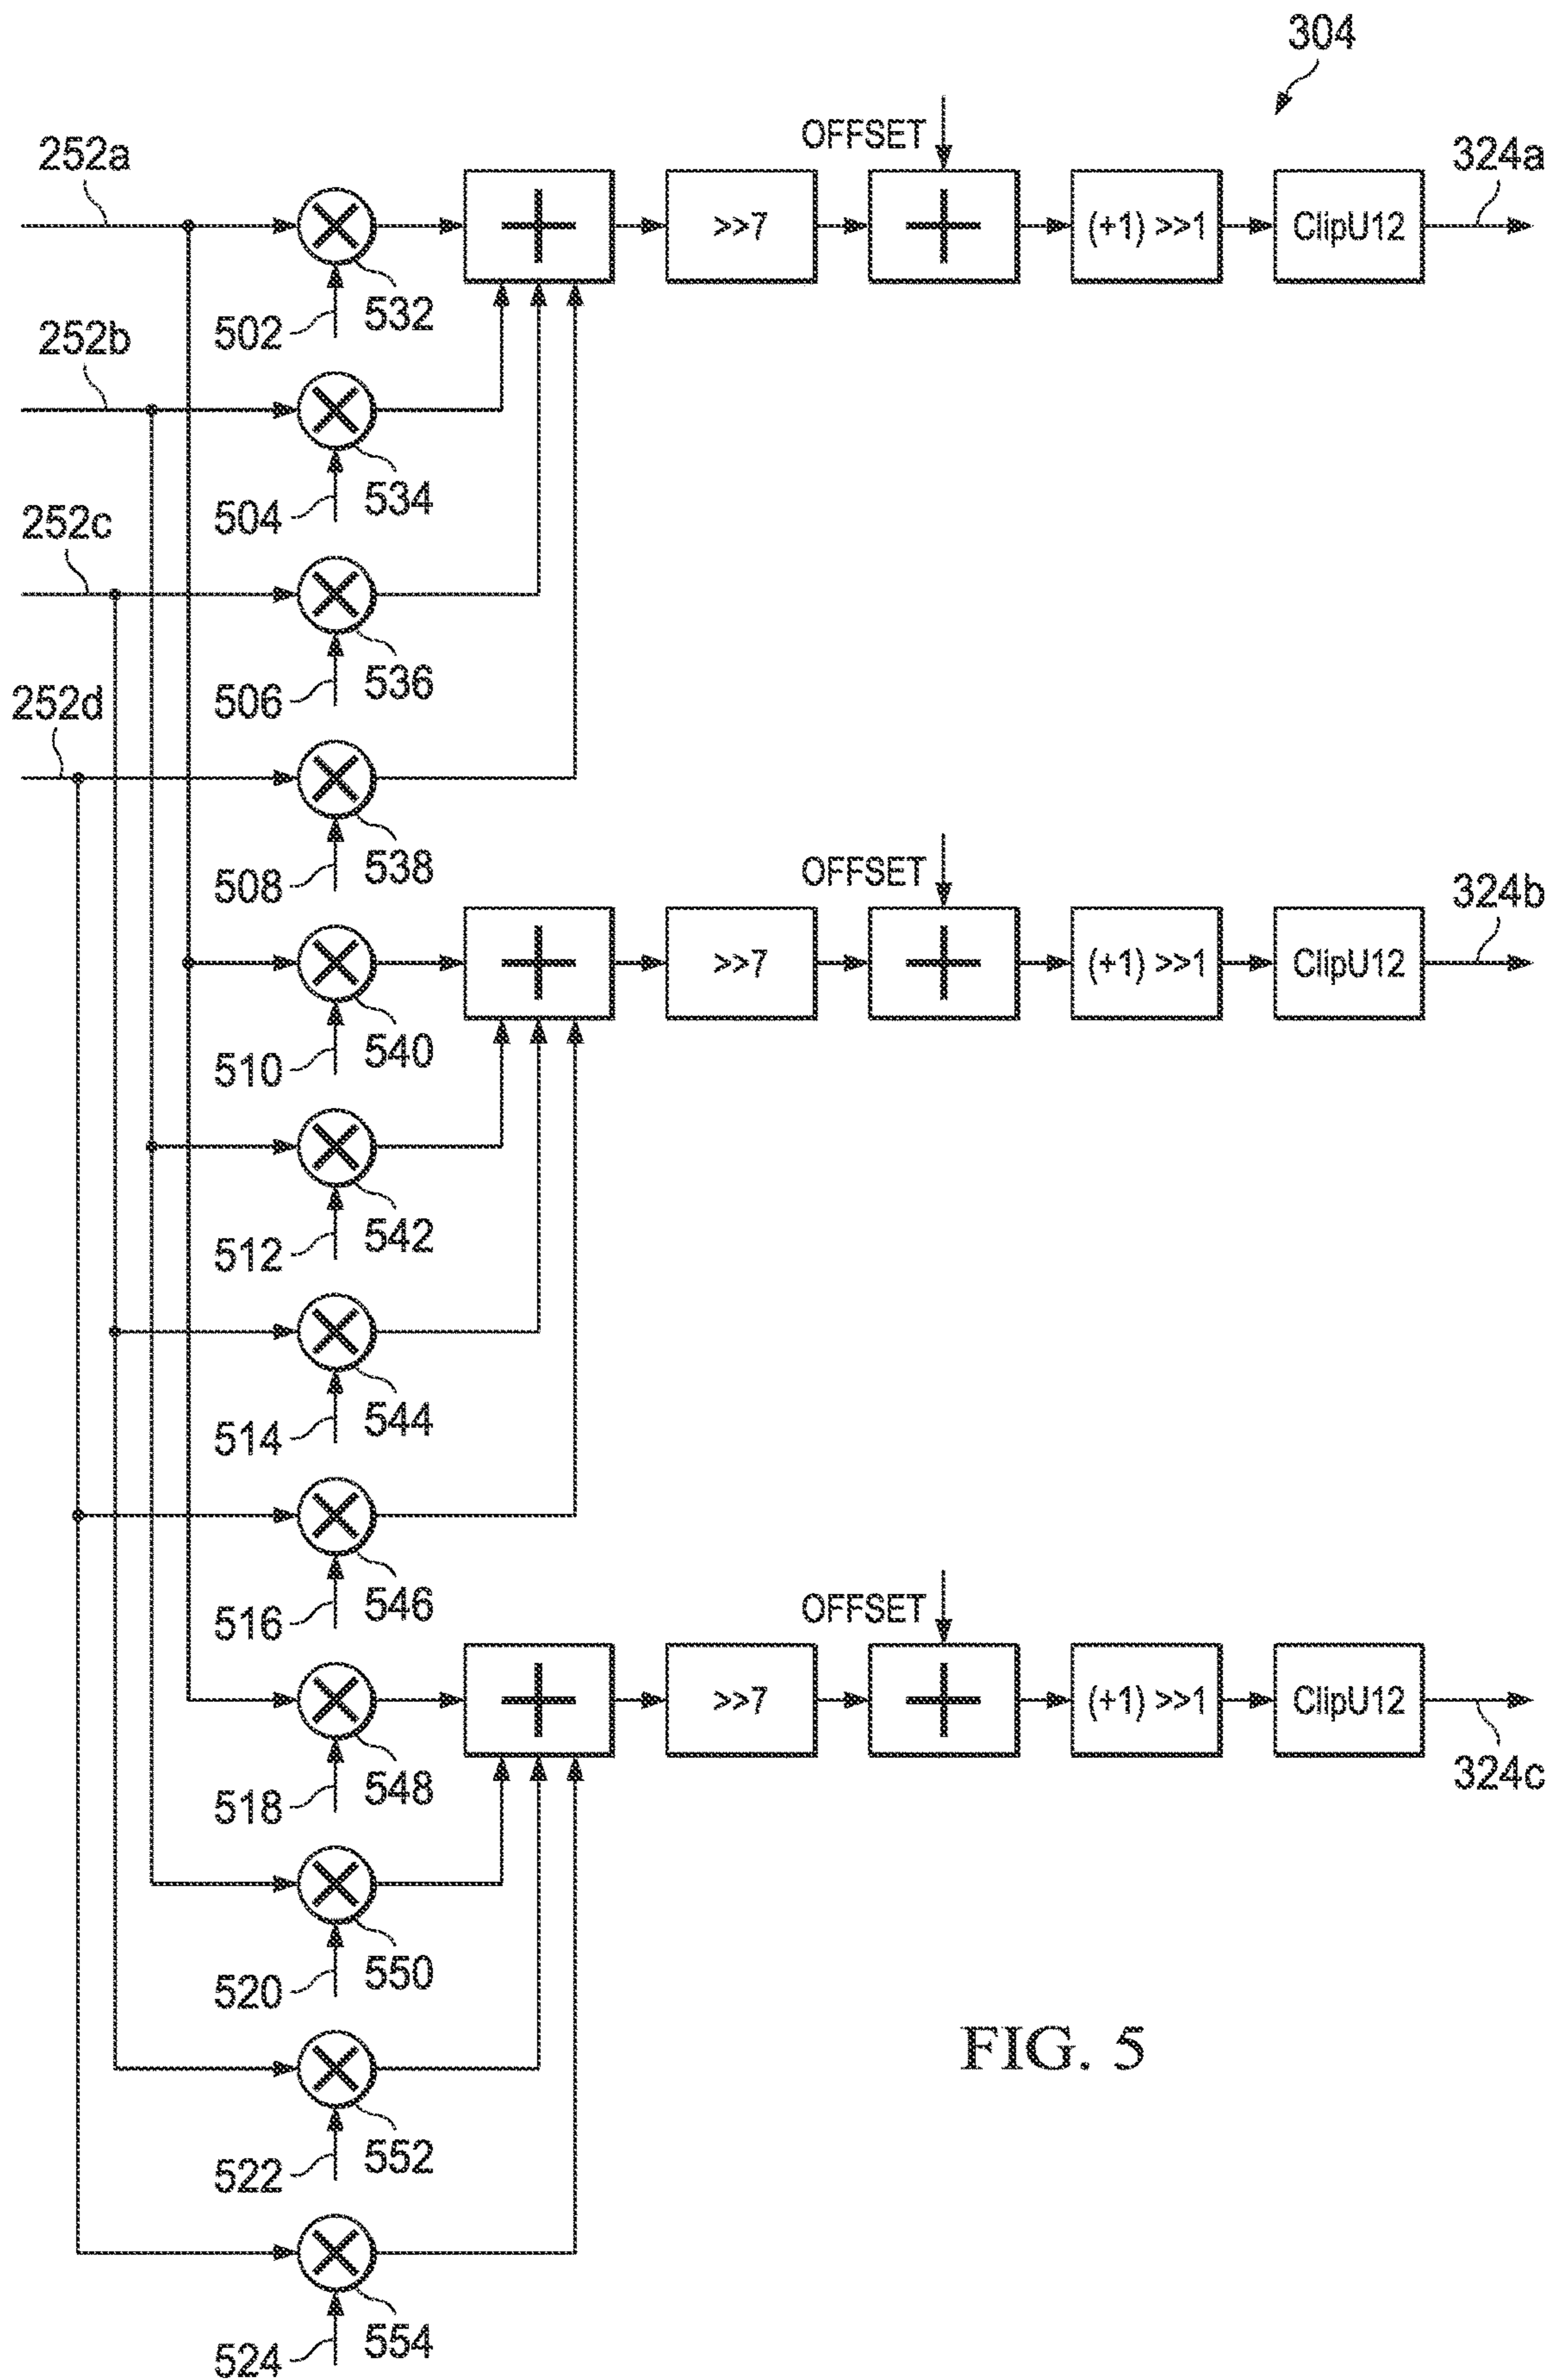 304
252a
OFFSET
324a
>>7
(+1) >>1
ClipU12
532
502
252b
534
504
252c
536
506
252d
538
508
OFFSET
324b
>>7
(+1) >>1
ClipU12
540
510
542
512
544
514
546
516
OFFSET
>>7
(+1) >>1
ClipU12
324c
548
518
550
520
FIG. 5
552
522
554
524